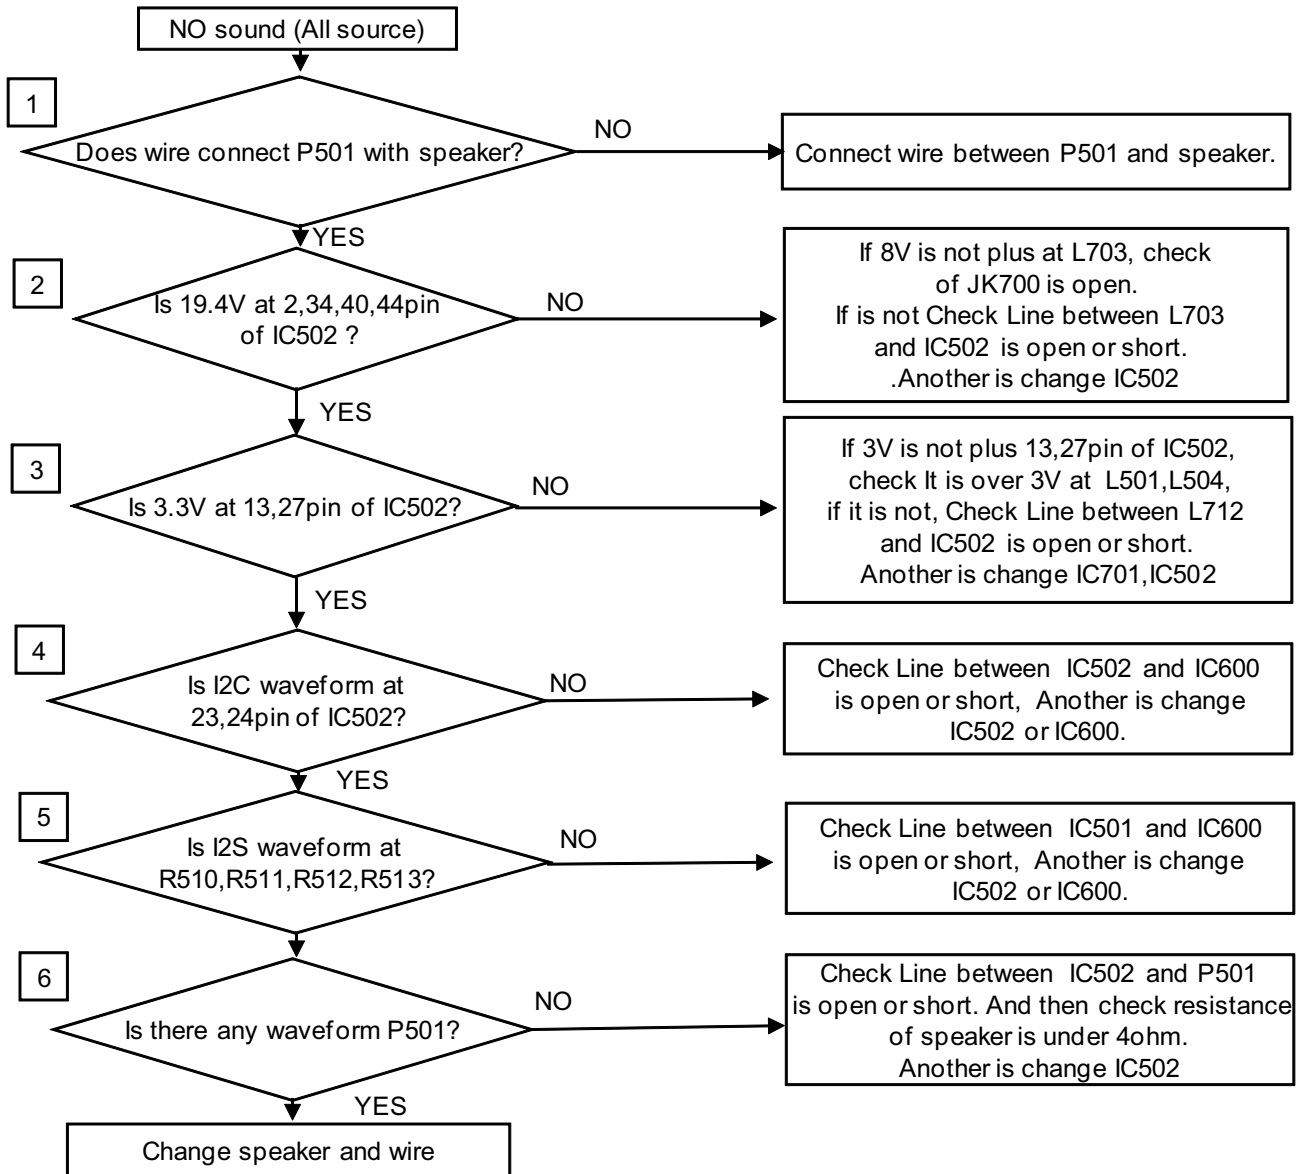 NO sound (All source)
1
Does wire connect P501 with speaker?
NO
Connect wire between P501 and speaker.
YES
2
Is 19.4V at 2,34,40,44pin
of IC502 ?
NO
If 8V is not plus at L703, check
of JK700 is open.
If is not Check Line between L703
and IC502 is open or short.
.Another is change IC502
YES
3
Is 3.3V at 13,27pin of IC502?
NO
If 3V is not plus 13,27pin of IC502,
check It is over 3V at L501,L504,
if it is not, Check Line between L712
and IC502 is open or short.
Another is change IC701,IC502
YES
4
Is I2C waveform at
23,24pin of IC502?
NO
Check Line between IC502 and IC600
is open or short, Another is change
IC502 or IC600.
YES
5
Is I2S waveform at
R510,R511,R512,R513?
NO
Check Line between IC501 and IC600
is open or short, Another is change
IC502 or IC600.
6
Is there any waveform P501?
NO
Check Line between IC502 and P501
is open or short. And then check resistance
of speaker is under 4ohm.
Another is change IC502
YES
Change speaker and wire